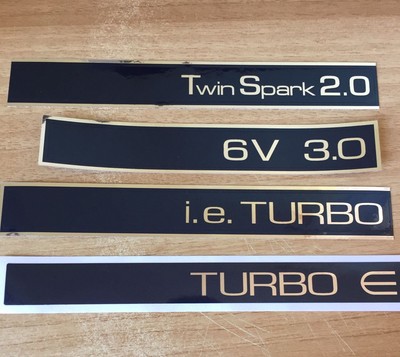 Twin Spark 2.0
6V 3.0
i.e. TURBO
TURBO E